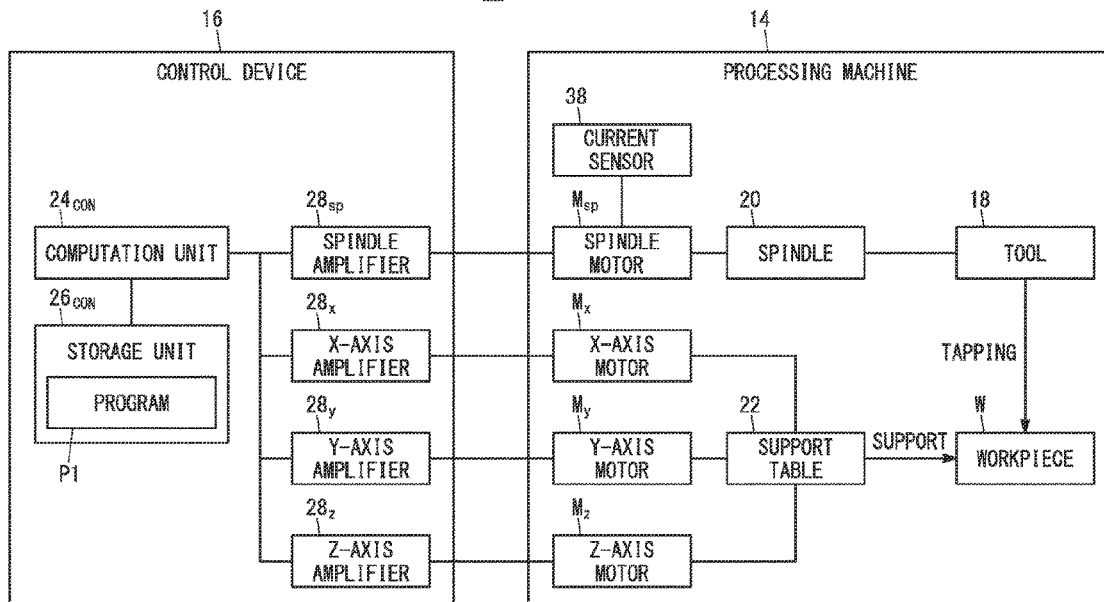 16
14
CONTROL DEVICE
PROCESSING MACHINE
38
CURRENT
SENSOR
24CON
28sp
Msp
20
18
COMPUTATION UNIT
SPINDLE
AMPLIFIER
SPINDLE
MOTOR
SPINDLE
TOOL
26CON
28x
Mx
STORAGE UNIT
X-AXIS
AMPLIFIER
X-AXIS
MOTOR
TAPPING
PROGRAM
28y
My
22
W
P1
Y-AXIS
AMPLIFIER
Y-AXIS
MOTOR
SUPPORT
TABLE
SUPPORT
WORKPIECE
28z
Mz
Z-AXIS
AMPLIFIER
Z-AXIS
MOTOR